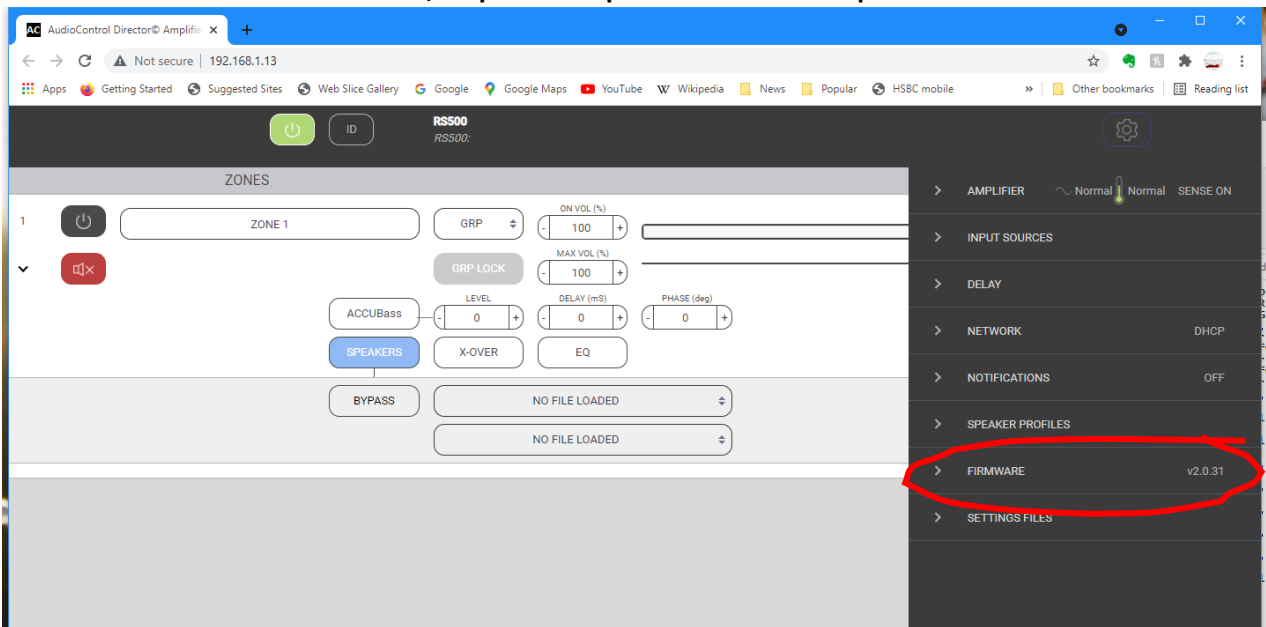 AC AudioControl Director© Amplifie
Not secure | 192.168.1.13
Apps Getting Started Suggested Sites Web Slice Gallery Google Google Maps YouTube Wikipedia News Popular HSBC mobile » Other bookmarks Reading list
ID
RS500
RS500:
ZONES
1
ZONE 1
GRP
ON VOL (%)
- 100 +
GRP LOCK
MAX VOL (%)
- 100 +
ACCUBass
LEVEL
- 0 +
DELAY (mS)
- 0 +
PHASE (deg)
- 0 +
SPEAKERS
X-OVER
EQ
BYPASS
NO FILE LOADED
NO FILE LOADED
AMPLIFIER Normal Normal SENSE ON
INPUT SOURCES
DELAY
NETWORK DHCP
NOTIFICATIONS OFF
SPEAKER PROFILES
FIRMWARE v2.0.31
SETTINGS FILES